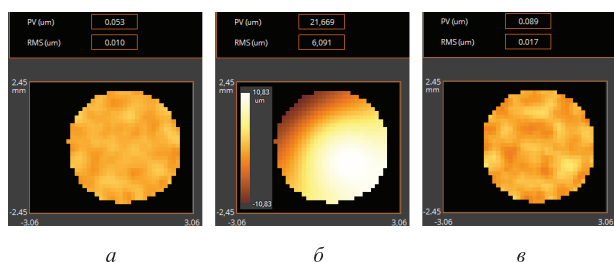 PV (um) 0.053
RMS (um) 0.010
2.45
mm
-2.45
-3.06 3.06
а
PV (um) 21,669
RMS (um) 6,091
2.45
mm
10,83
um
-10,83
-2.45
-3.06 3.06
б
PV (um) 0.089
RMS (um) 0.017
2.45
mm
-2.45
-3.06 3.06
в